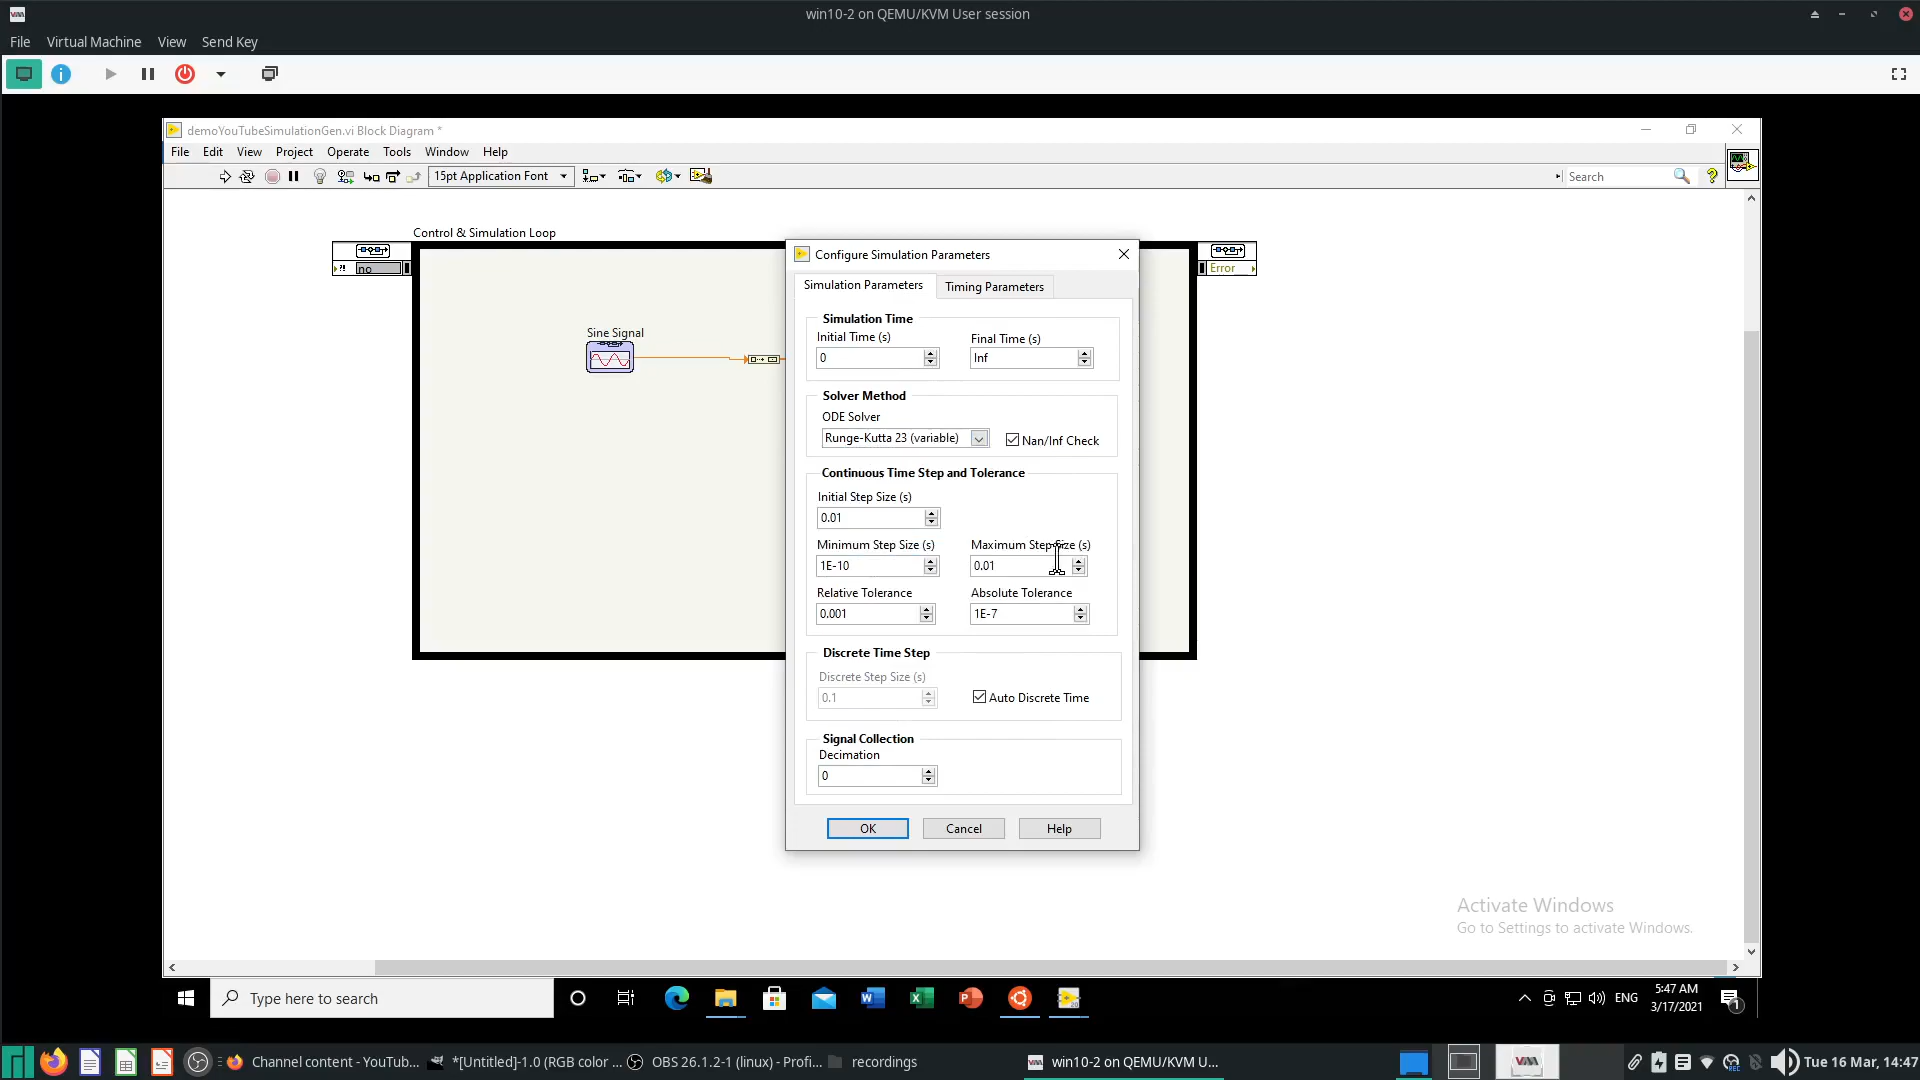 win10-2 on QEMU/KVM User session
File Virtual Machine View Send Key
demoYouTubeSimulationGen.vi Block Diagram *
File Edit View Project Operate Tools Window Help
15pt Application Font
Search
Control & Simulation Loop
no
Error
Sine Signal
Configure Simulation Parameters
Simulation Parameters Timing Parameters
Simulation Time
Initial Time (s) Final Time (s)
0 Inf
Solver Method
ODE Solver
Runge-Kutta 23 (variable) Nan/Inf Check
Continuous Time Step and Tolerance
Initial Step Size (s)
0.01
Minimum Step Size (s) Maximum Step Size (s)
1E-10 0.01
Relative Tolerance Absolute Tolerance
0.001 1E-7
Discrete Time Step
Discrete Step Size (s)
0.1 Auto Discrete Time
Signal Collection
Decimation
0
OK Cancel Help
Activate Windows
Go to Settings to activate Windows.
Type here to search
ENG
5:47 AM
3/17/2021
1
Channel content - YouTub... *[Untitled]-1.0 (RGB color ... OBS 26.1.2-1 (linux) - Profi... recordings win10-2 on QEMU/KVM U...
Tue 16 Mar, 14:47